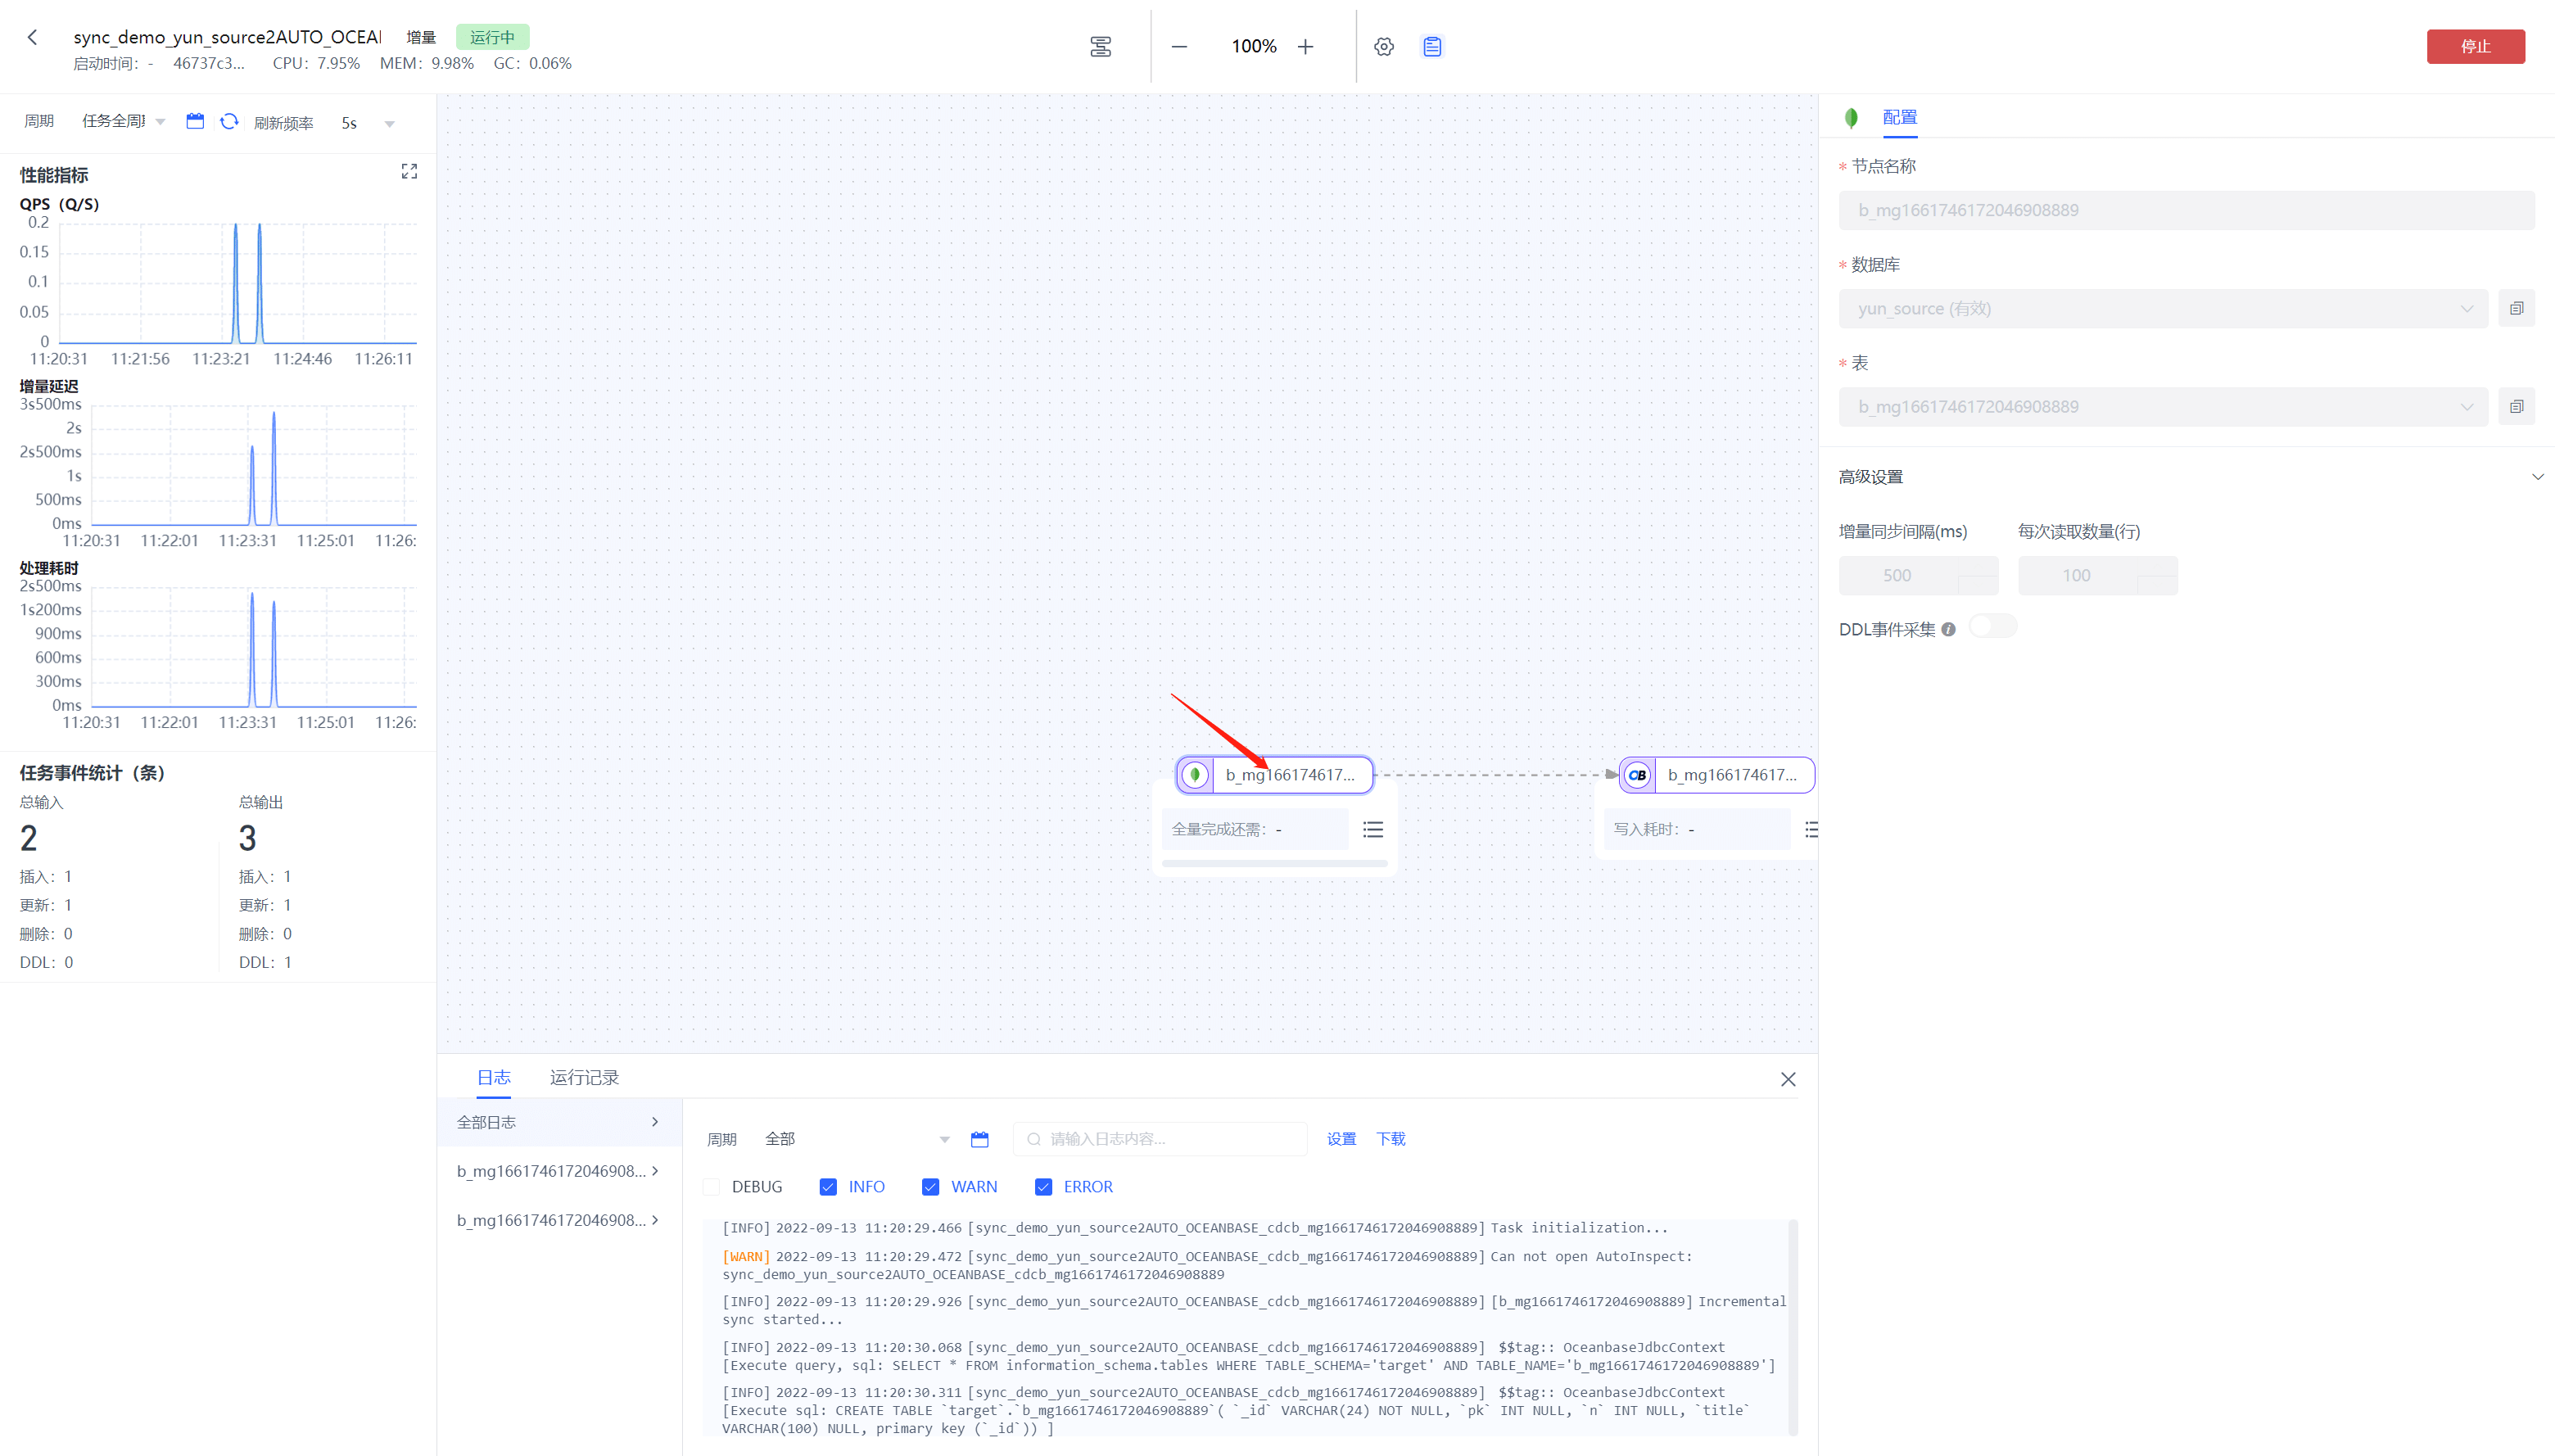 sync_demo_yun_source2AUTO_OCEAI 增量 运行中
启动时间: - 46737c3... CPU: 7.95% MEM: 9.98% GC: 0.06%
100%
停止
周期 任务全周期 刷新频率 5s
性能指标
QPS（Q/S）
0.2
0.15
0.1
0.05
0
11:20:31 11:21:56 11:23:21 11:24:46 11:26:11
增量延迟
3s500ms
2s
2s500ms
1s
500ms
0ms
11:20:31 11:22:01 11:23:31 11:25:01 11:26:
处理耗时
2s500ms
1s200ms
900ms
600ms
300ms
0ms
11:20:31 11:22:01 11:23:31 11:25:01 11:26:
任务事件统计（条）
总输入 总输出
2 3
插入: 1 插入: 1
更新: 1 更新: 1
删除: 0 删除: 0
DDL: 0 DDL: 1
b_mg166174617...
全量完成还需: -
OB b_mg166174617...
写入耗时: -
日志 运行记录
全部日志
b_mg1661746172046908...
b_mg1661746172046908...
周期 全部 请输入日志内容... 设置 下载
DEBUG INFO WARN ERROR
[INFO] 2022-09-13 11:20:29.466 [sync_demo_yun_source2AUTO_OCEANBASE_cdcb_mg1661746172046908889] Task initialization...
[WARN] 2022-09-13 11:20:29.472 [sync_demo_yun_source2AUTO_OCEANBASE_cdcb_mg1661746172046908889] Can not open AutoInspect:
sync_demo_yun_source2AUTO_OCEANBASE_cdcb_mg1661746172046908889
[INFO] 2022-09-13 11:20:29.926 [sync_demo_yun_source2AUTO_OCEANBASE_cdcb_mg1661746172046908889] [b_mg1661746172046908889] Incremental
sync started...
[INFO] 2022-09-13 11:20:30.068 [sync_demo_yun_source2AUTO_OCEANBASE_cdcb_mg1661746172046908889] $$tag:: OceanbaseJdbcContext
[Execute query, sql: SELECT * FROM information_schema.tables WHERE TABLE_SCHEMA='target' AND TABLE_NAME='b_mg1661746172046908889']
[INFO] 2022-09-13 11:20:30.311 [sync_demo_yun_source2AUTO_OCEANBASE_cdcb_mg1661746172046908889] $$tag:: OceanbaseJdbcContext
[Execute sql: CREATE TABLE `target`.`b_mg1661746172046908889`( `_id` VARCHAR(24) NOT NULL, `pk` INT NULL, `n` INT NULL, `title`
VARCHAR(100) NULL, primary key (`_id`)) ]
配置
* 节点名称
b_mg1661746172046908889
* 数据库
yun_source (有效)
* 表
b_mg1661746172046908889
高级设置
增量同步间隔(ms) 每次读取数量(行)
500 100
DDL事件采集